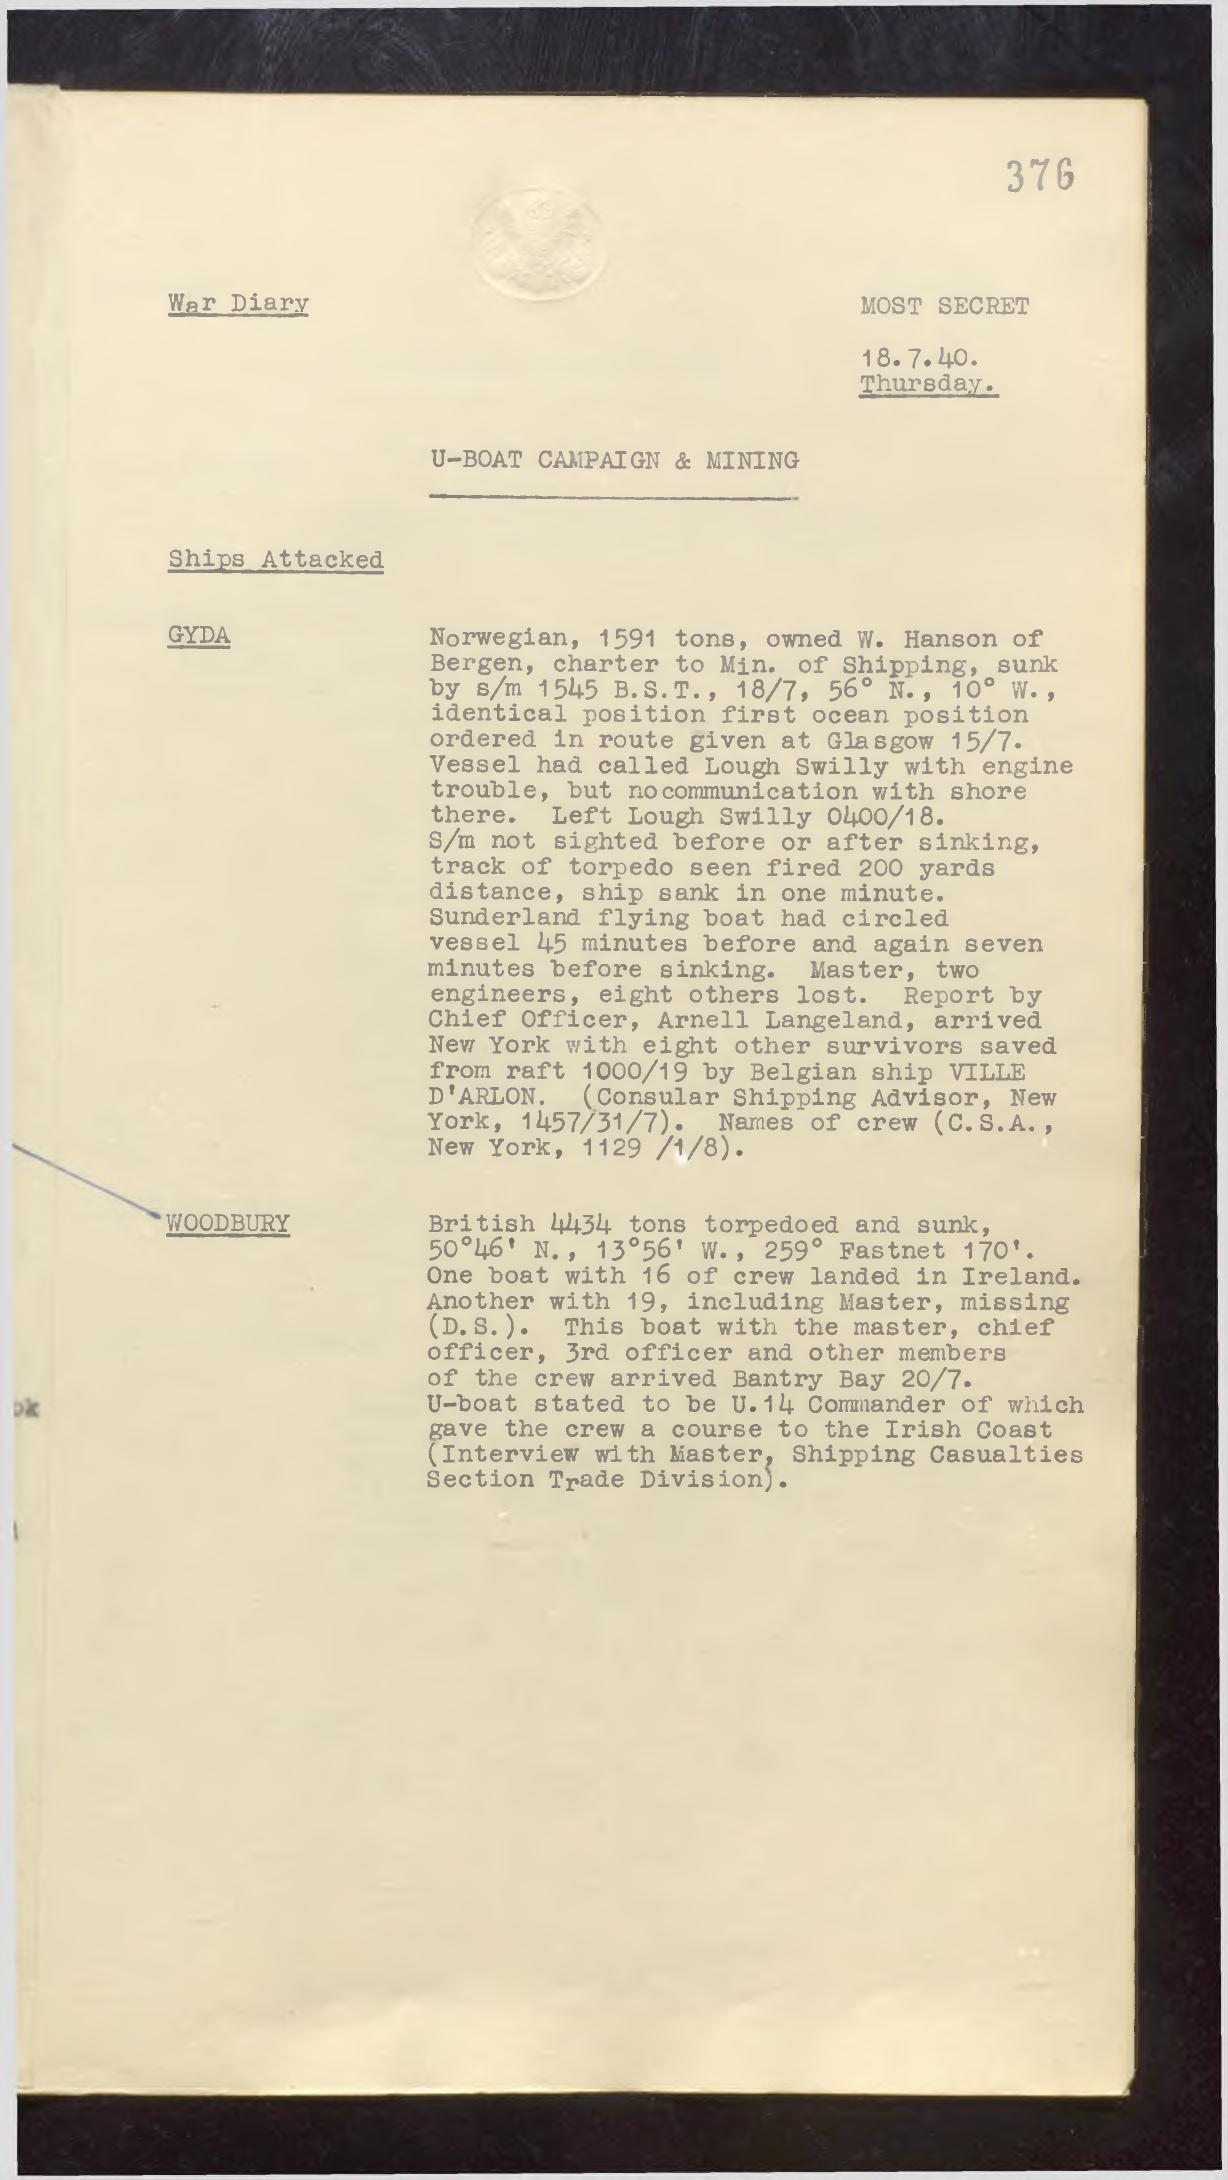 376
War Diary
MOST SECRET
18.7.40.
Thursday.
U-BOAT CAMPAIGN & MINING
Ships Attacked
GYDA
Norwegian, 1591 tons, owned W. Hanson of
Bergen, charter to Min. of Shipping, sunk
by s/m 1545 B.S.T., 18/7, 56° N., 10° W.,
identical position first ocean position
ordered in route given at Glasgow 15/7.
Vessel had called Lough Swilly with engine
trouble, but nocommunication with shore
there. Left Lough Swilly 0400/18.
S/m not sighted before or after sinking,
track of torpedo seen fired 200 yards
distance, ship sank in one minute.
Sunderland flying boat had circled
vessel 45 minutes before and again seven
minutes before sinking. Master, two
engineers, eight others lost. Report by
Chief Officer, Arnell Langeland, arrived
New York with eight other survivors saved
from raft 1000/19 by Belgian ship VILLE
D'ARLON. (Consular Shipping Advisor, New
York, 1457/31/7). Names of crew (C.S.A.,
New York, 1129 /1/8).
WOODBURY
British 4434 tons torpedoed and sunk,
50°46' N., 13°56' W., 259° Fastnet 170'.
One boat with 16 of crew landed in Ireland.
Another with 19, including Master, missing
(D.S.). This boat with the master, chief
officer, 3rd officer and other members
of the crew arrived Bantry Bay 20/7.
U-boat stated to be U.14 Commander of which
gave the crew a course to the Irish Coast
(Interview with Master, Shipping Casualties
Section Trade Division).
ok